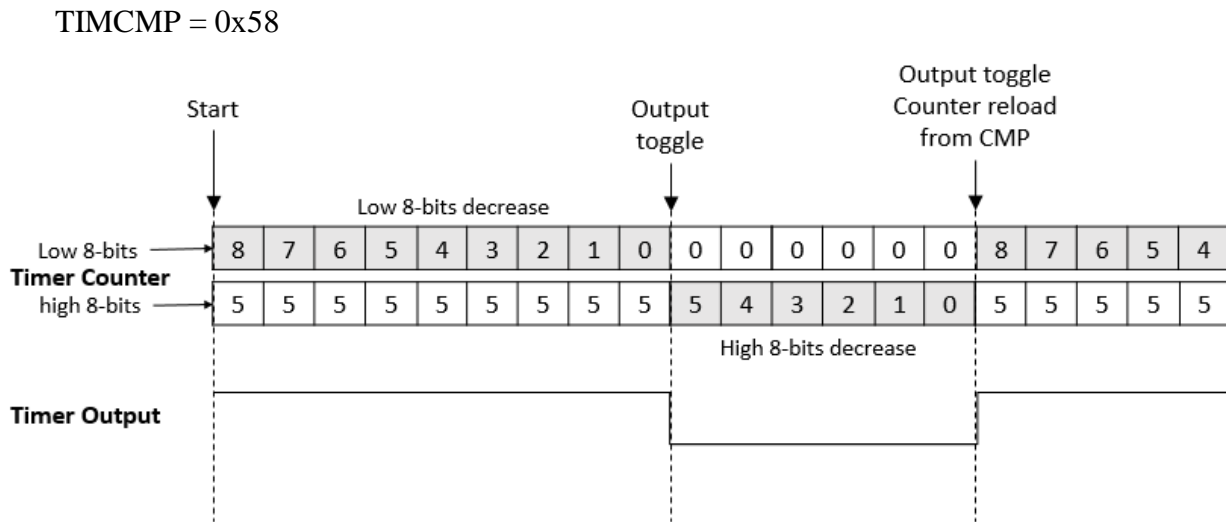 TIMCMP = 0x58
Output toggle
Counter reload
from CMP
Start
Output
toggle
Low 8-bits decrease
Low 8-bits
8 7 6 5 4 3 2 1 0 0 0 0 0 0 0 8 7 6 5 4
Timer Counter
high 8-bits
5 5 5 5 5 5 5 5 5 5 4 3 2 1 0 5 5 5 5 5
High 8-bits decrease
Timer Output